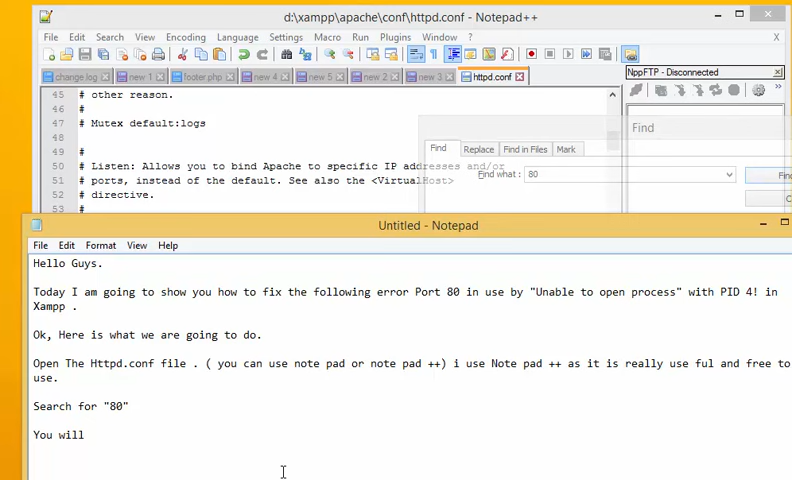 d:\xampp\apache\conf\httpd.conf - Notepad++
File Edit Search View Encoding Language Settings Macro Run Plugins Window ? X
change.log new 1 footer.php new 4 new 5 new 2 new 3 httpd.conf
NppFTP - Disconnected
45 # other reason.
46 #
47 # Mutex default:logs
48
49 #
50 # Listen: Allows you to bind Apache to specific IP addresses and/or
51 # ports, instead of the default. See also the <VirtualHost>
52 # directive.
53 #
Find
Find Replace Find in Files Mark
Find what : 80
Untitled - Notepad
File Edit Format View Help
Hello Guys.
Today I am going to show you how to fix the following error Port 80 in use by "Unable to open process" with PID 4! in
Xampp .
Ok, Here is what we are going to do.
Open The Httpd.conf file . ( you can use note pad or note pad ++) i use Note pad ++ as it is really use ful and free to
use.
Search for "80"
You will